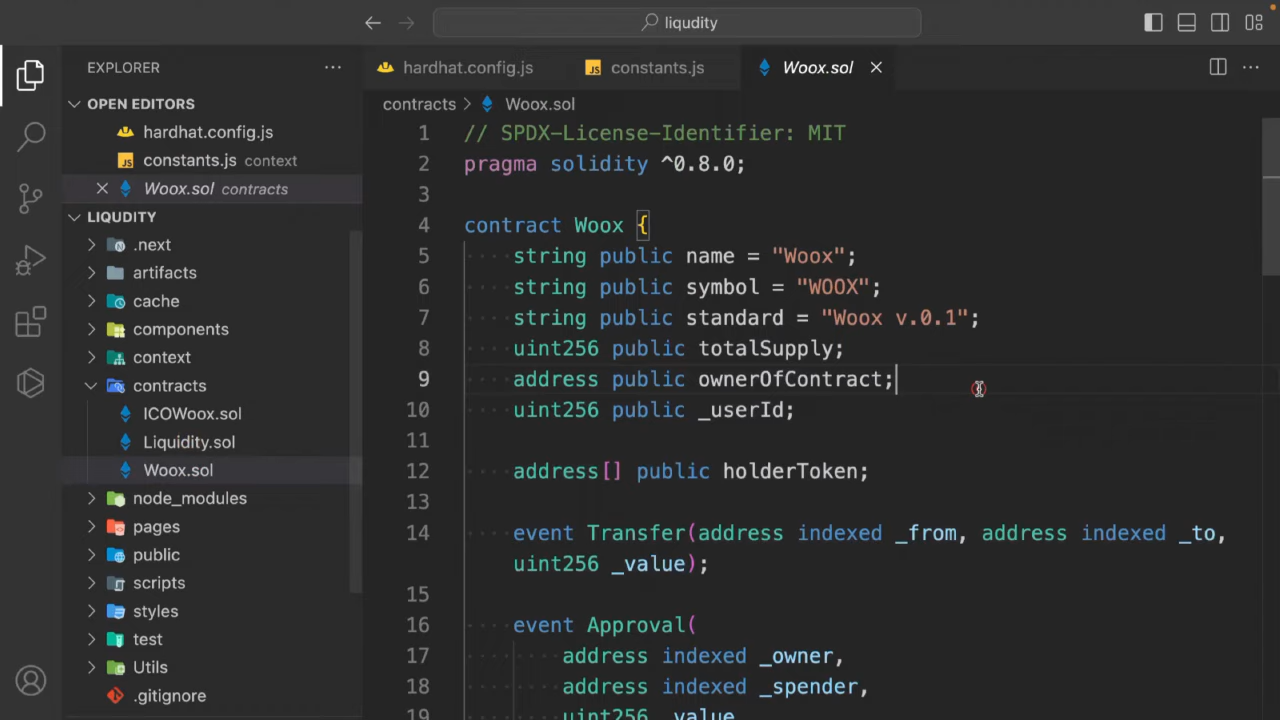 liqudity
EXPLORER
OPEN EDITORS
hardhat.config.js
constants.js context
Woox.sol contracts
LIQUDITY
.next
artifacts
cache
components
context
contracts
ICOWoox.sol
Liquidity.sol
Woox.sol
node_modules
pages
public
scripts
styles
test
Utils
.gitignore
hardhat.config.js
JS constants.js
Woox.sol
contracts > Woox.sol
1 // SPDX-License-Identifier: MIT
2 pragma solidity ^0.8.0;
3
4 contract Woox {
5 string public name = "Woox";
6 string public symbol = "WOOX";
7 string public standard = "Woox v.0.1";
8 uint256 public totalSupply;
9 address public ownerOfContract;
10 uint256 public _userId;
11
12 address[] public holderToken;
13
14 event Transfer(address indexed _from, address indexed _to,
uint256 _value);
15
16 event Approval(
17 address indexed _owner,
18 address indexed _spender,
19 uint256 _value